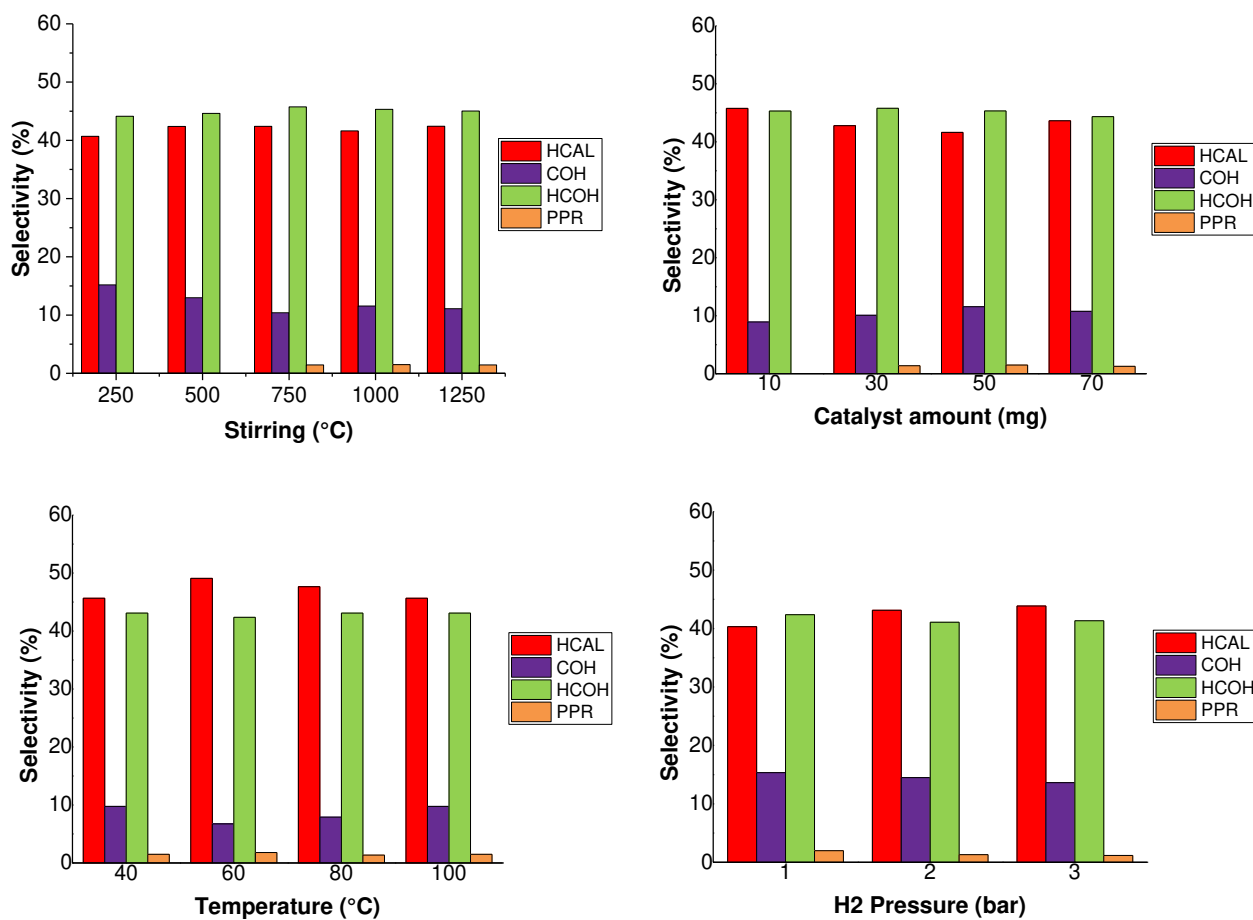 60
50
40
30
20
10
0
Selectivity (%)
HCAL
COH
HCOH
PPR
250 500 750 1000 1250
Stirring (°C)
60
50
40
30
20
10
0
Selectivity (%)
HCAL
COH
HCOH
PPR
10 30 50 70
Catalyst amount (mg)
60
50
40
30
20
10
0
Selectivity (%)
HCAL
COH
HCOH
PPR
40 60 80 100
Temperature (°C)
60
50
40
30
20
10
0
Selectivity (%)
HCAL
COH
HCOH
PPR
1 2 3
H2 Pressure (bar)